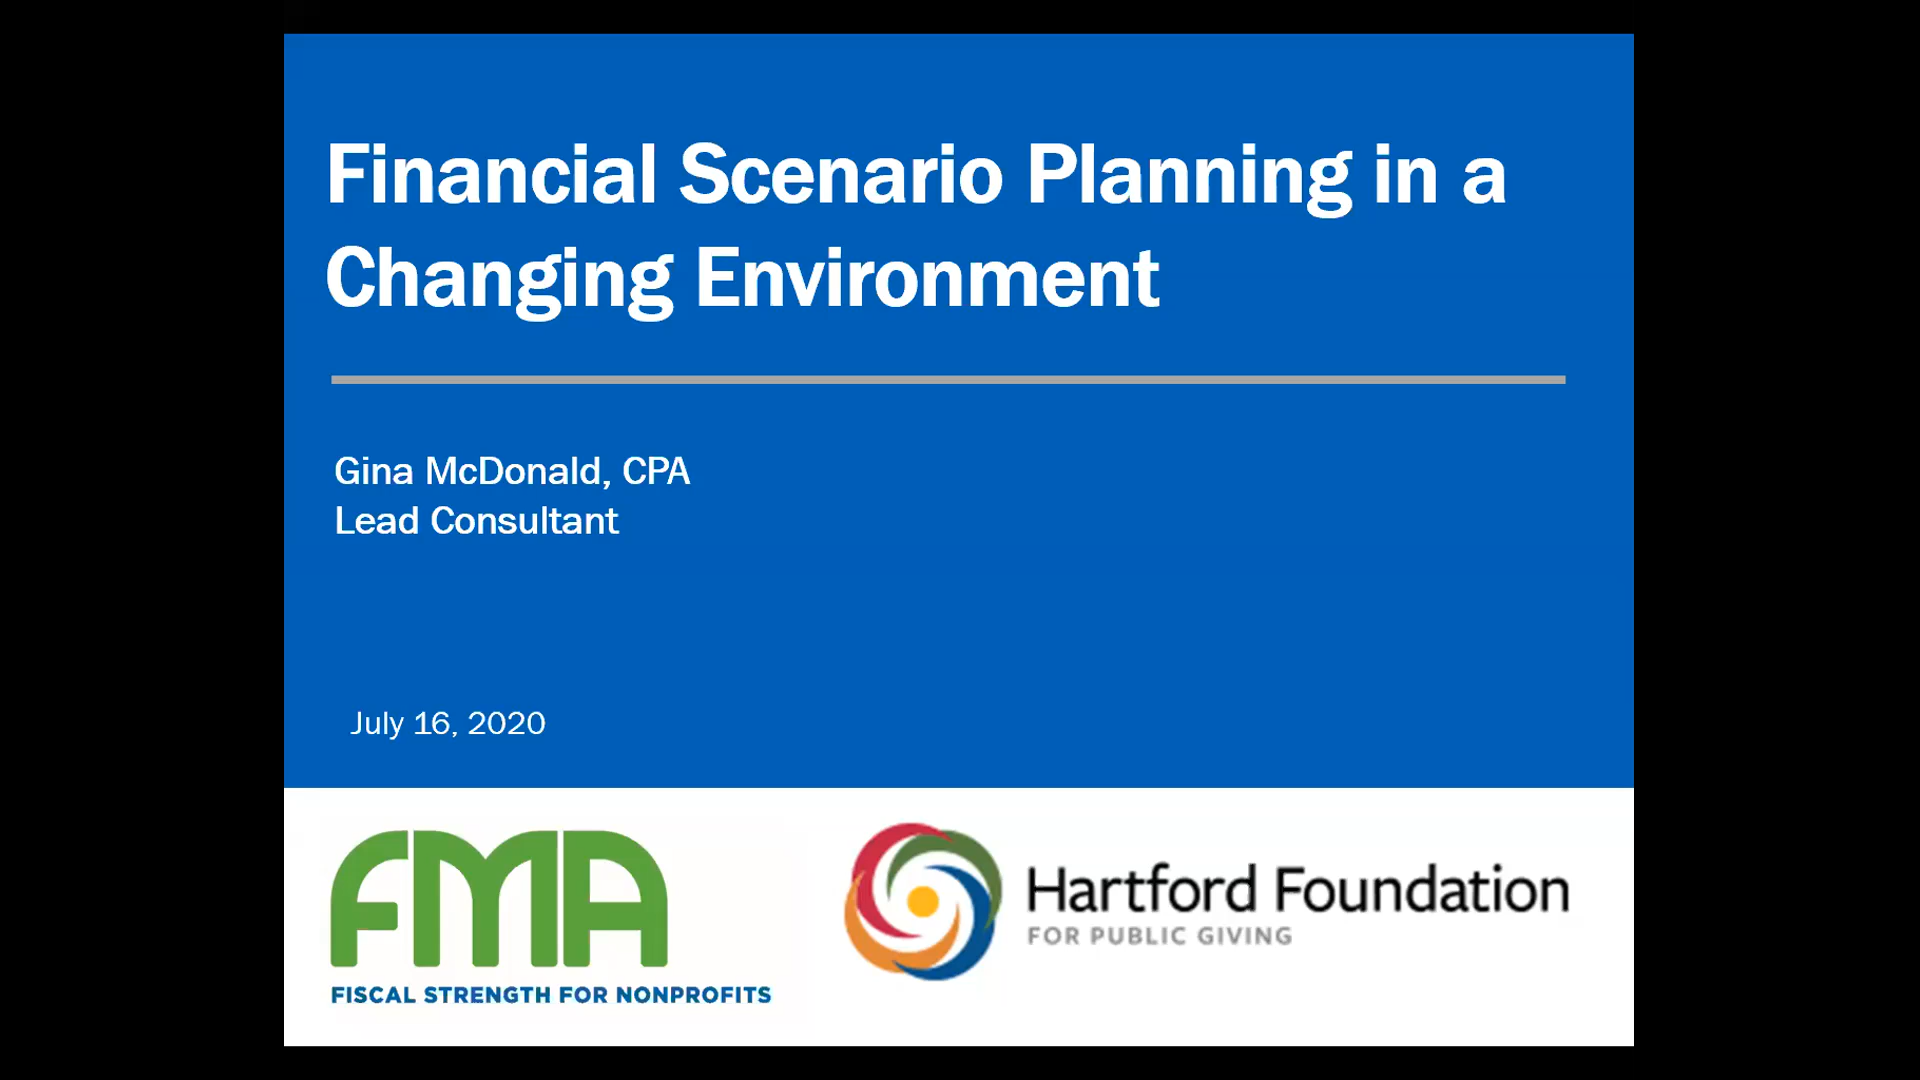 Financial Scenario Planning in a
Changing Environment
Gina McDonald, CPA
Lead Consultant
July 16, 2020
FMA
FISCAL STRENGTH FOR NONPROFITS
Hartford Foundation
FOR PUBLIC GIVING